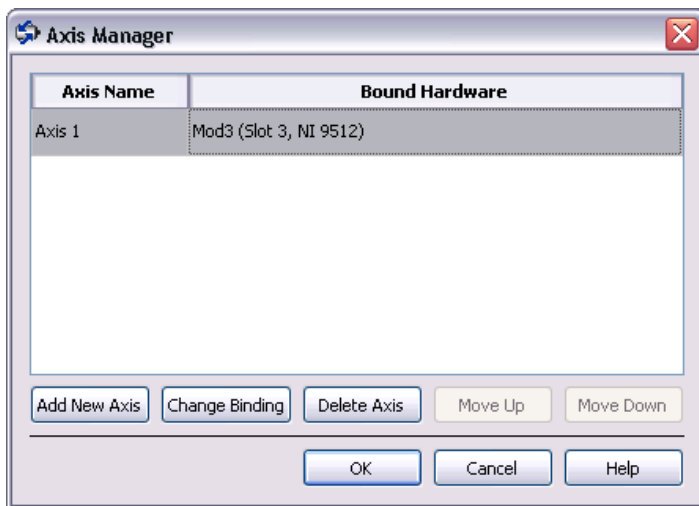 Axis Manager
Axis Name Bound Hardware
Axis 1 Mod3 (Slot 3, NI 9512)
Add New Axis Change Binding Delete Axis Move Up Move Down
OK Cancel Help